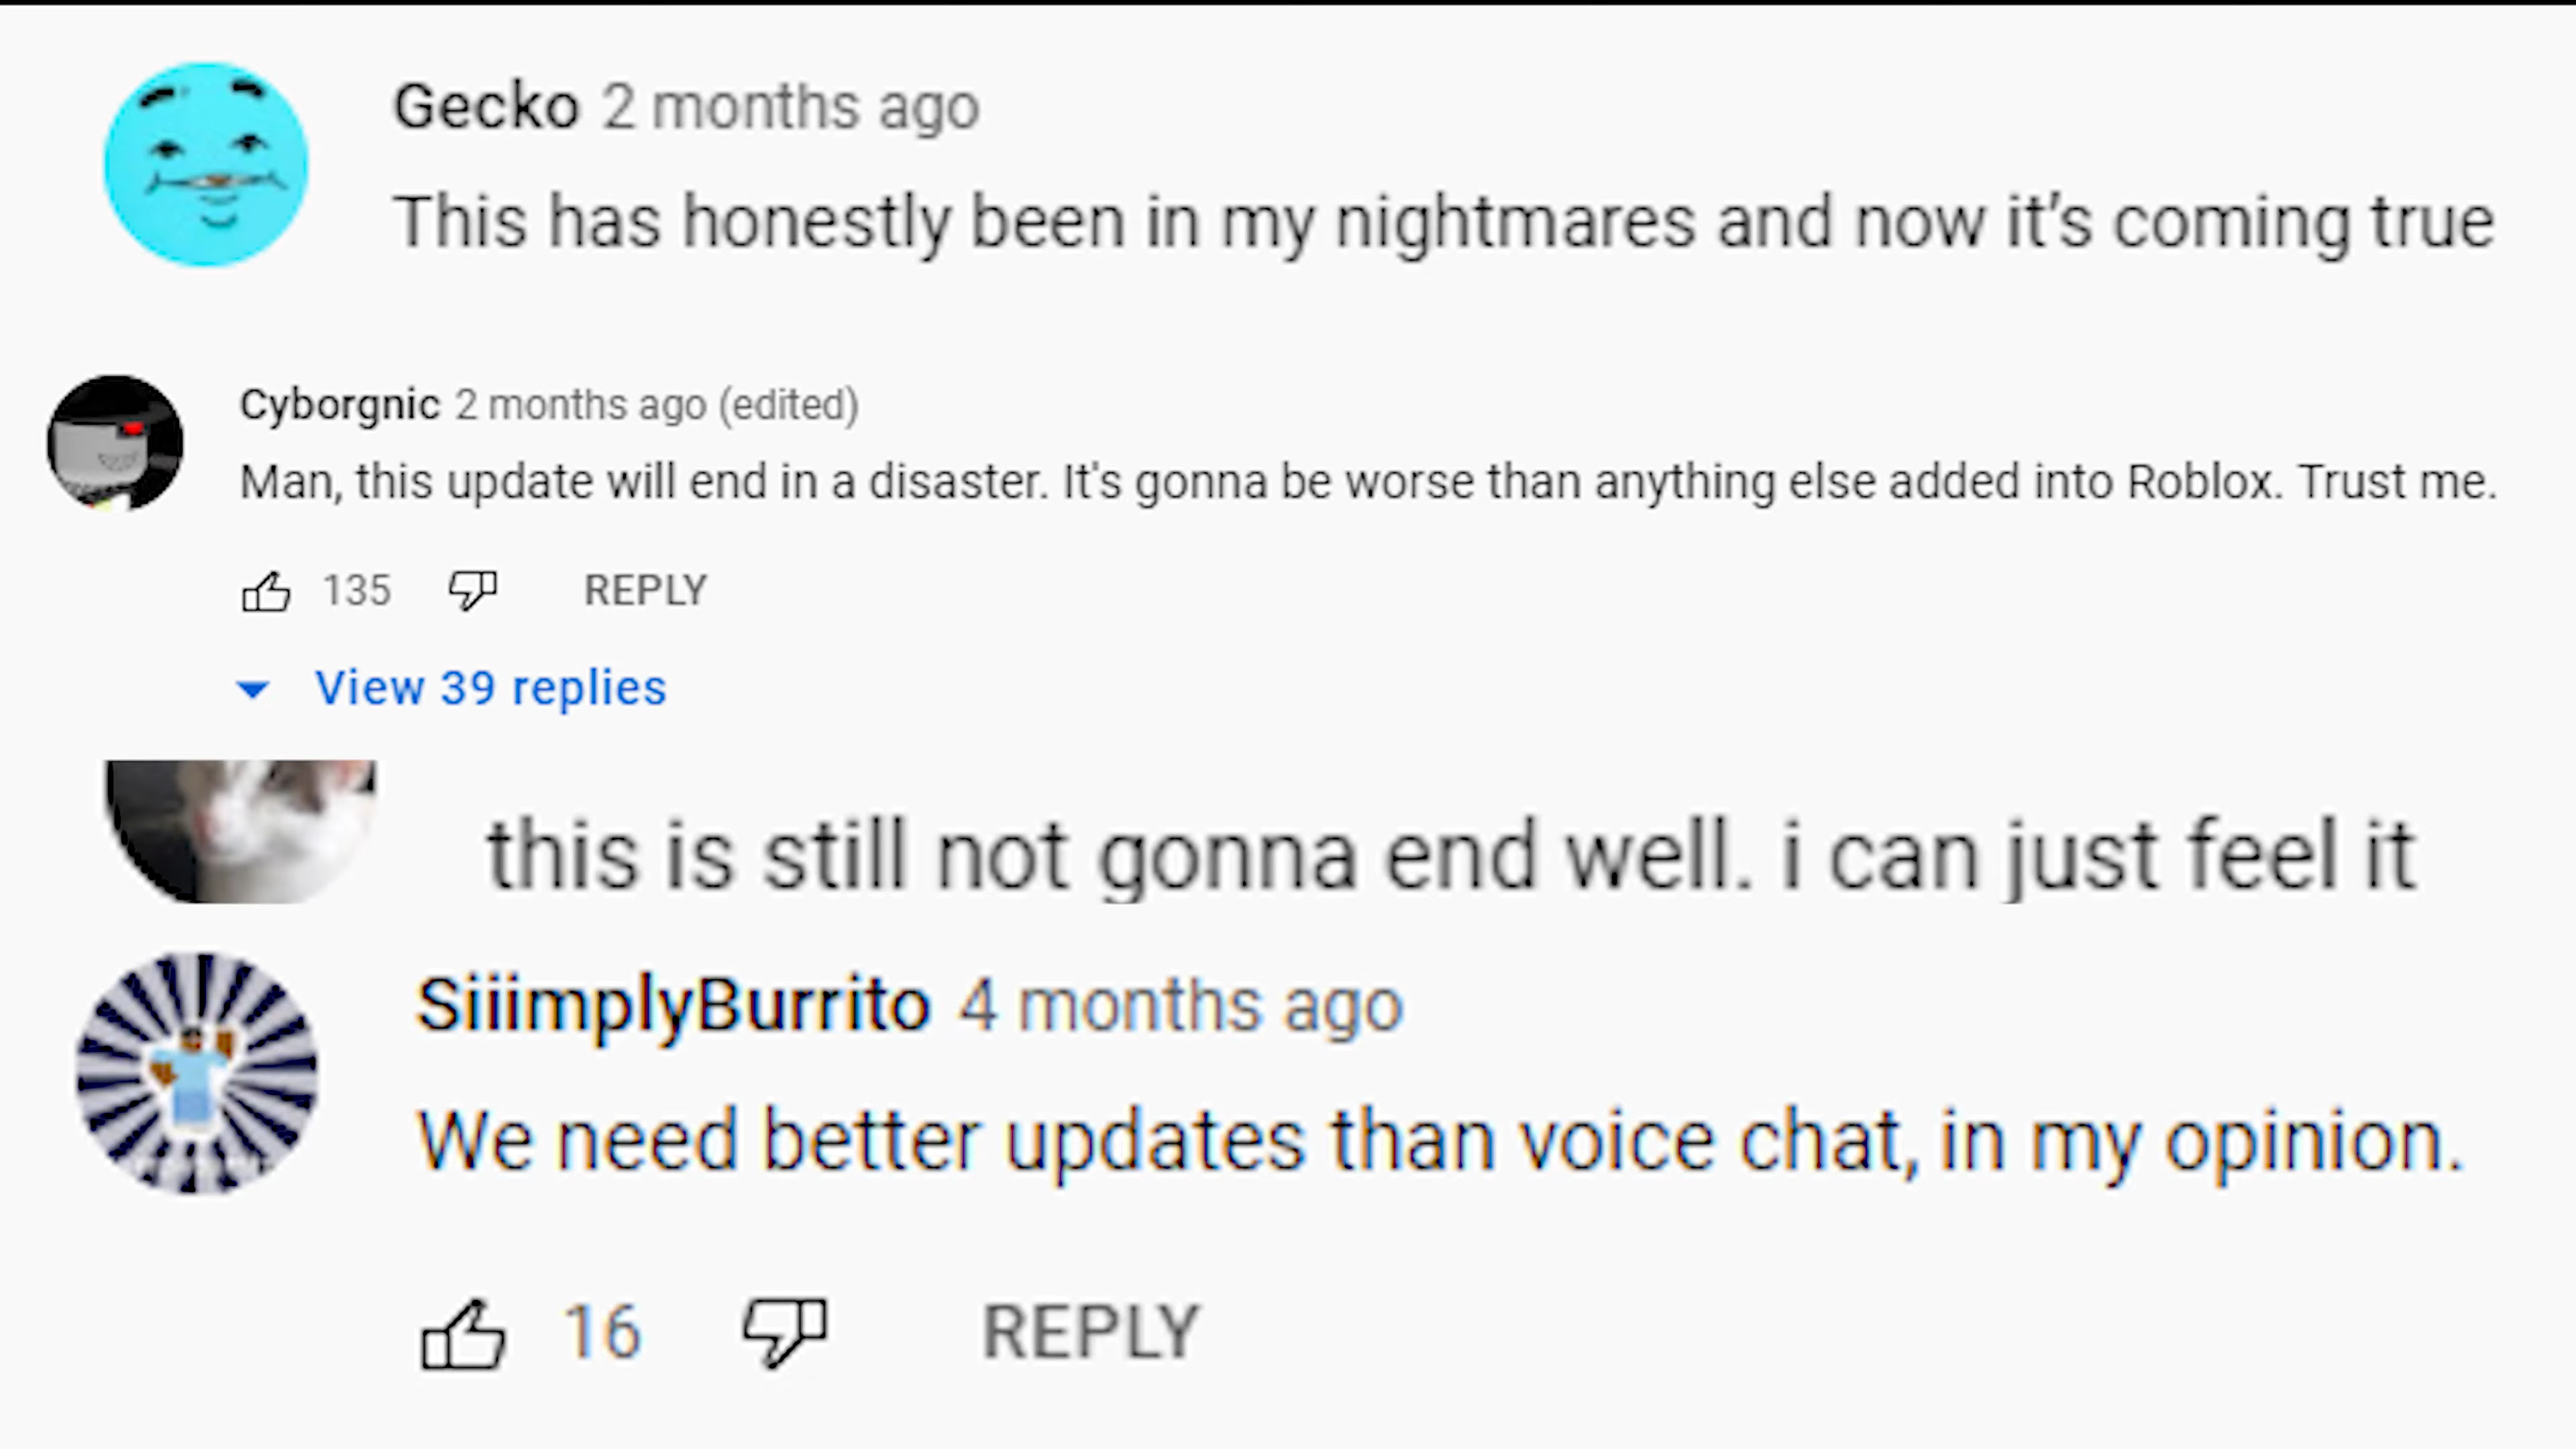 Gecko 2 months ago
This has honestly been in my nightmares and now it’s coming true
Cyborgnic 2 months ago (edited)
Man, this update will end in a disaster. It's gonna be worse than anything else added into Roblox. Trust me.
135 REPLY
View 39 replies
this is still not gonna end well. i can just feel it
SiiimplyBurrito 4 months ago
We need better updates than voice chat, in my opinion.
16 REPLY